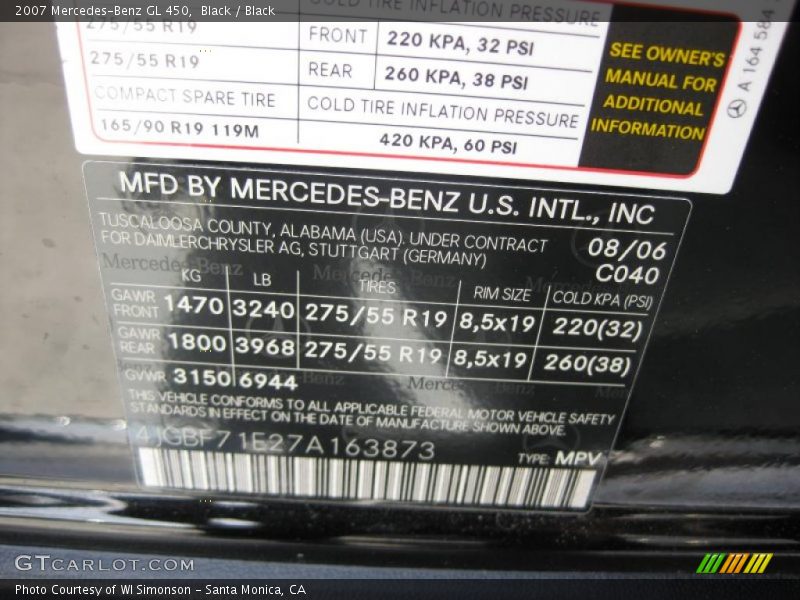 2007 Mercedes-Benz GL 450, Black / Black
COLD TIRE INFLATION PRESSURE
275/55 R19
FRONT 220 KPA, 32 PSI
275/55 R19
REAR 260 KPA, 38 PSI
COMPACT SPARE TIRE
COLD TIRE INFLATION PRESSURE
165/90 R19 119M
420 KPA, 60 PSI
SEE OWNER'S
MANUAL FOR
ADDITIONAL
INFORMATION
A 164 584
MFD BY MERCEDES-BENZ U.S. INTL., INC
TUSCALOOSA COUNTY, ALABAMA (USA). UNDER CONTRACT
FOR DAIMLERCHRYSLER AG, STUTTGART (GERMANY)
08/06
C040
KG LB TIRES RIM SIZE COLD KPA (PSI)
GAWR FRONT 1470 3240 275/55 R19 8,5x19 220(32)
GAWR REAR 1800 3968 275/55 R19 8,5x19 260(38)
GVWR 3150 6944
THIS VEHICLE CONFORMS TO ALL APPLICABLE FEDERAL MOTOR VEHICLE SAFETY
STANDARDS IN EFFECT ON THE DATE OF MANUFACTURE SHOWN ABOVE.
4JGBF71E27A163873
TYPE: MPV
GTCARLOT.COM
Photo Courtesy of WI Simonson - Santa Monica, CA